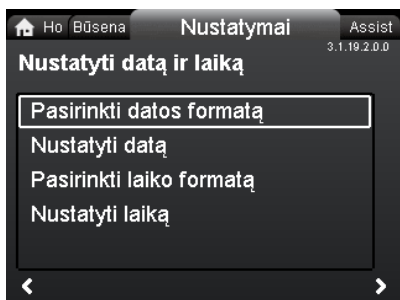 Ho Būsena Nustatymai Assist
3.1.19.2.0.0
Nustatyti datą ir laiką
Pasirinkti datos formatą
Nustatyti datą
Pasirinkti laiko formatą
Nustatyti laiką